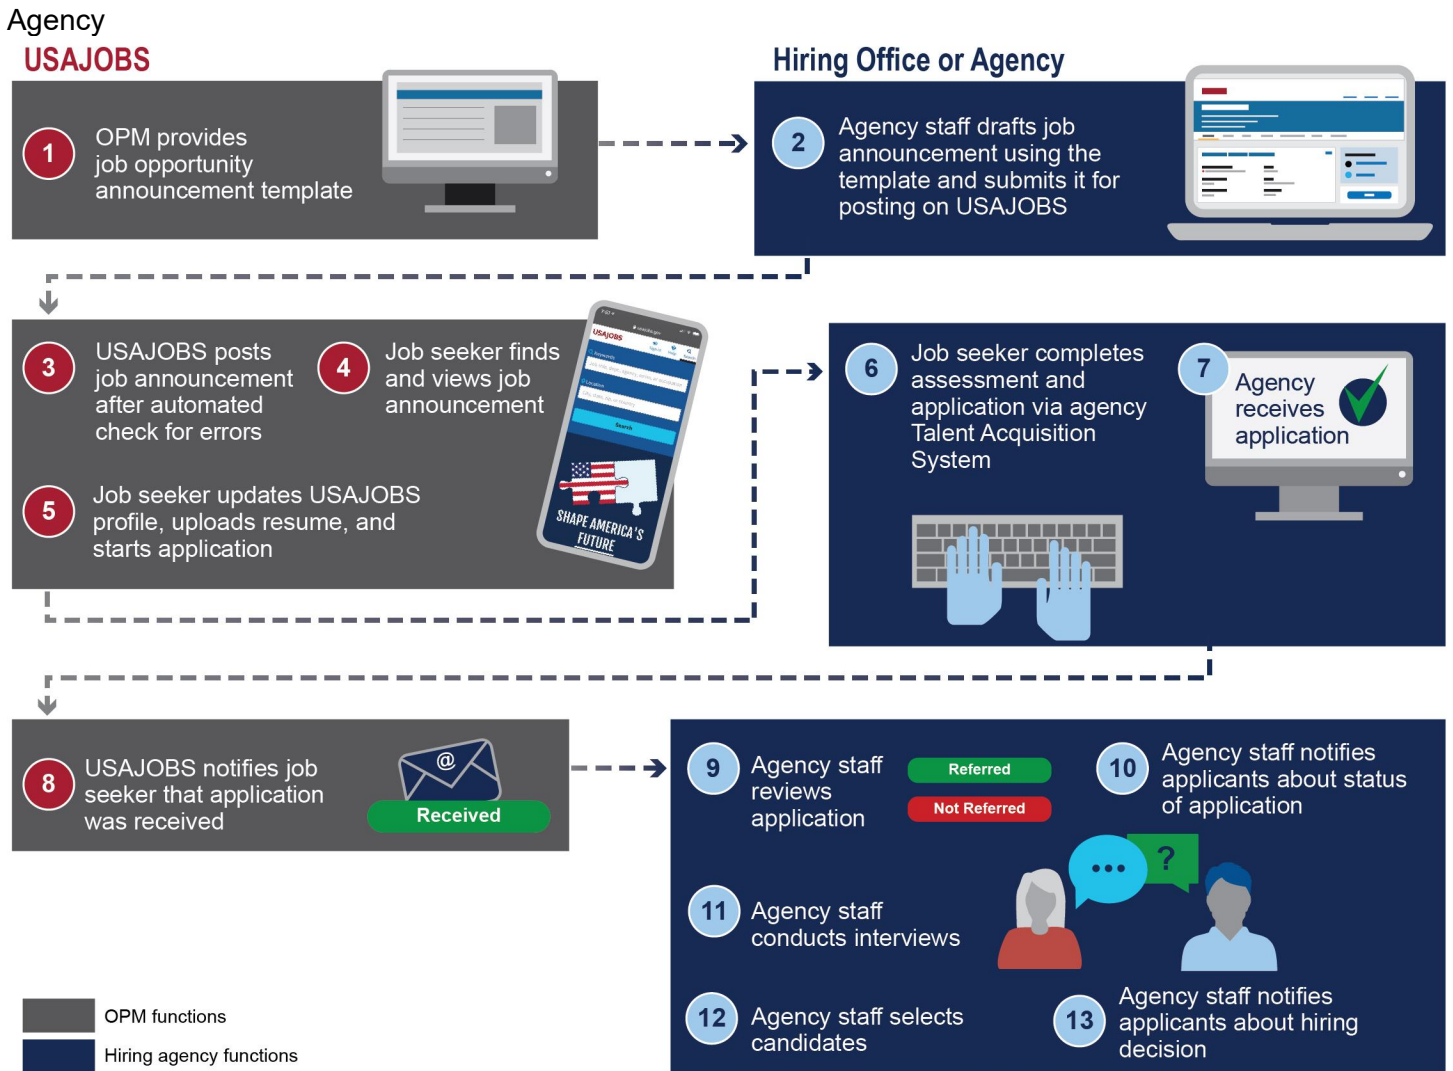 Agency
USAJOBS
Hiring Office or Agency
1
OPM provides
job opportunity
announcement template
2
Agency staff drafts job
announcement using the
template and submits it for
posting on USAJOBS
3
USAJOBS posts
job announcement
after automated
check for errors
4
Job seeker finds
and views job
announcement
5
Job seeker updates USAJOBS
profile, uploads resume, and
starts application
USAJOBS
Keywords
Location
Search
SHAPE AMERICA'S
FUTURE
6
Job seeker completes
assessment and
application via agency
Talent Acquisition
System
7
Agency
receives
application
8
USAJOBS notifies job
seeker that application
was received
@
Received
9
Agency staff
reviews
application
Referred
Not Referred
10
Agency staff notifies
applicants about status
of application
?
11
Agency staff
conducts interviews
12
Agency staff selects
candidates
13
Agency staff notifies
applicants about hiring
decision
OPM functions
Hiring agency functions